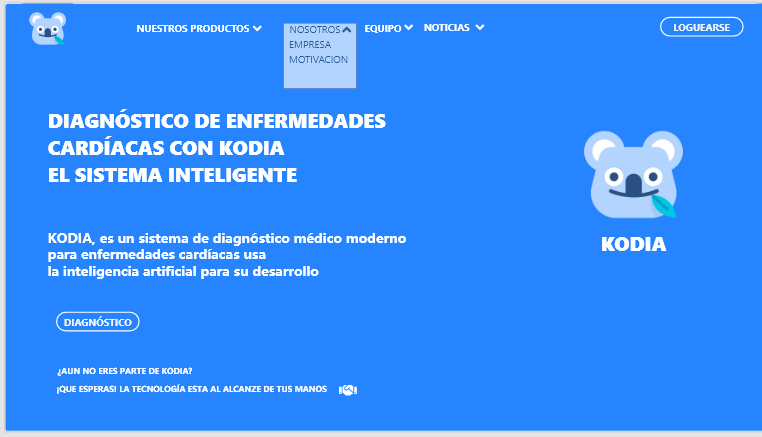 NUESTROS PRODUCTOS
NOSOTROS
EQUIPO
NOTICIAS
LOGUEARSE
EMPRESA
MOTIVACION
DIAGNÓSTICO DE ENFERMEDADES
CARDÍACAS CON KODIA
EL SISTEMA INTELIGENTE
KODIA, es un sistema de diagnóstico médico moderno
para enfermedades cardíacas usa
la inteligencia artificial para su desarrollo
KODIA
DIAGNÓSTICO
¿AUN NO ERES PARTE DE KODIA?
¡QUE ESPERAS! LA TECNOLOGÍA ESTA AL ALCANZE DE TUS MANOS